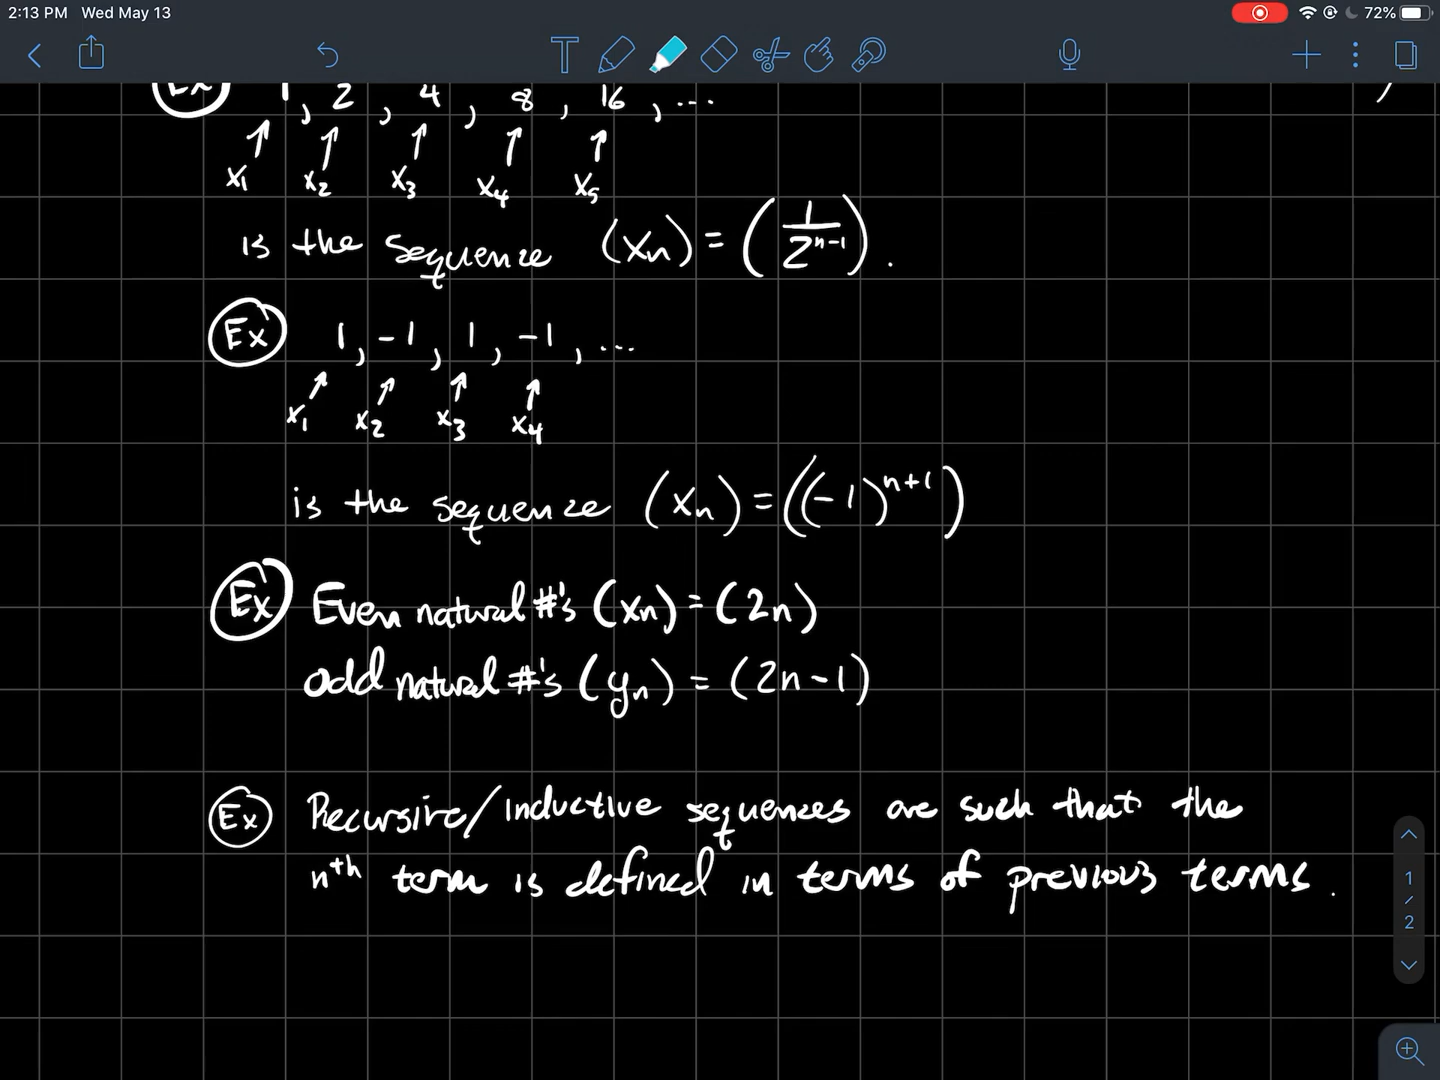 2:13 PM Wed May 13
72%
Ex 1, 2, 4, 8, 16, ...
x₁ x₂ x₃ x₄ x₅
is the sequence (xₙ) = (1/2ⁿ⁻¹).
Ex 1, -1, 1, -1, ...
x₁ x₂ x₃ x₄
is the sequence (xₙ) = ((-1)ⁿ⁺¹)
Ex Even natural #'s (xₙ) = (2n)
odd natural #'s (yₙ) = (2n-1)
Ex Recursive/inductive sequences are such that the
nᵗʰ term is defined in terms of previous terms.
1
/
2